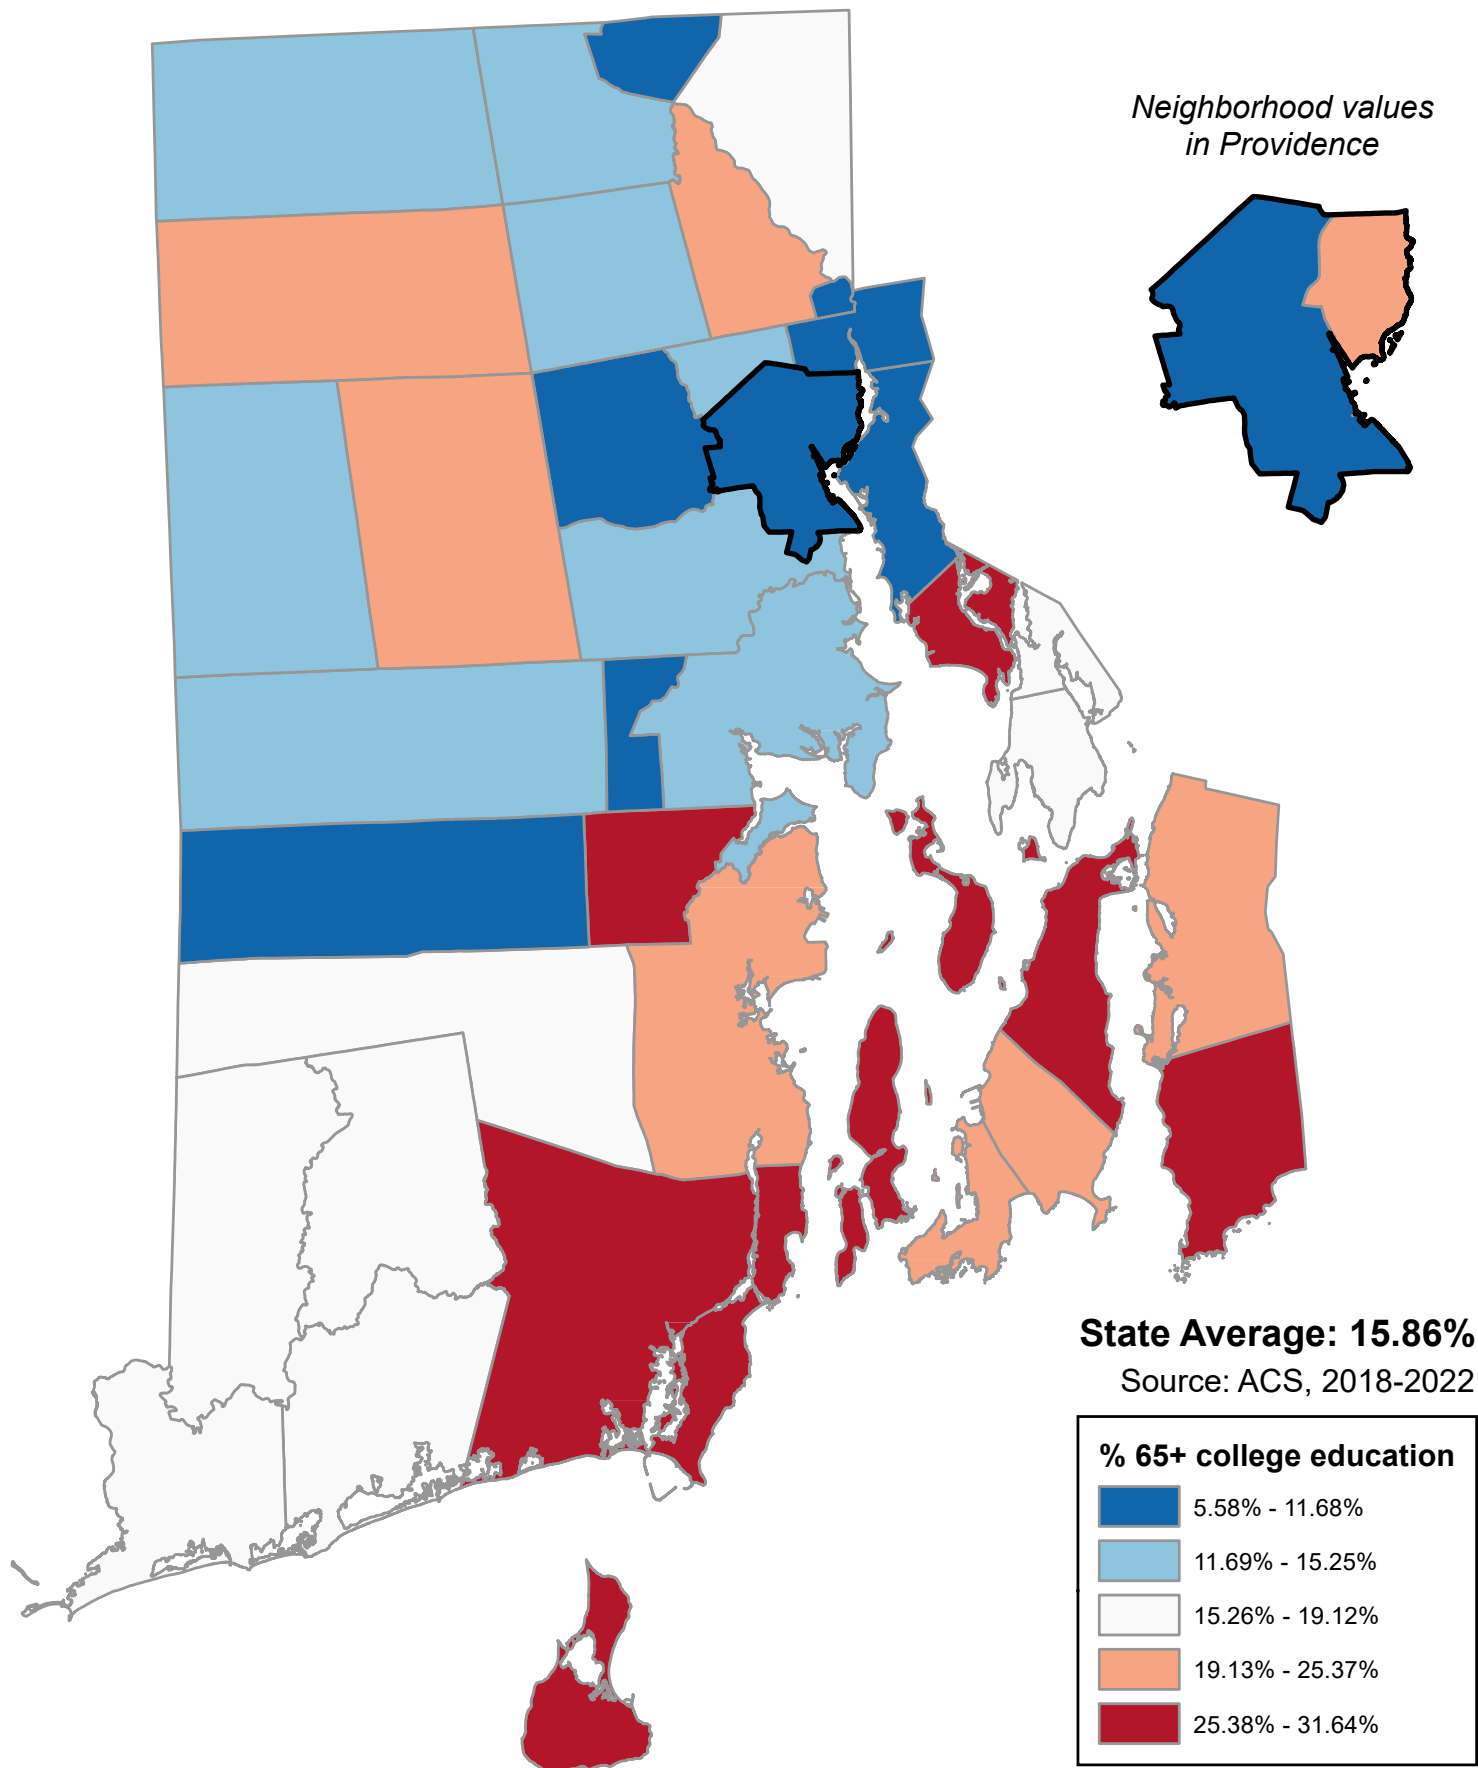 Neighborhood values
in Providence
State Average: 15.86%
Source: ACS, 2018-2022
% 65+ college education
5.58% - 11.68%
11.69% - 15.25%
15.26% - 19.12%
19.13% - 25.37%
25.38% - 31.64%